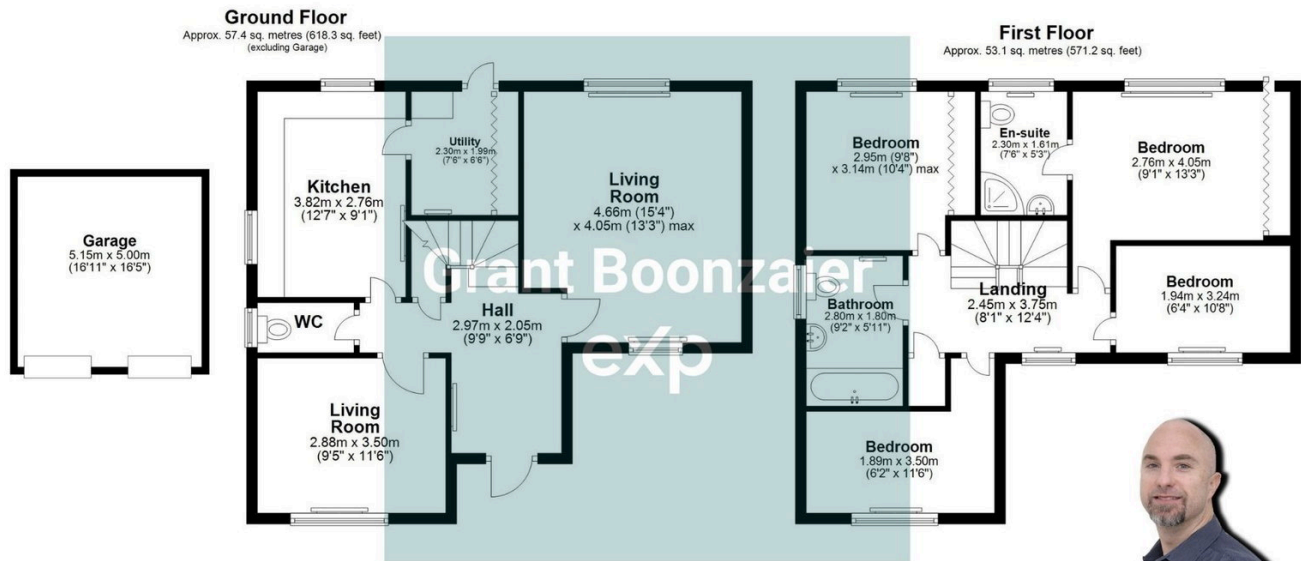 Ground Floor
Approx. 57.4 sq. metres (618.3 sq. feet)
(excluding Garage)
First Floor
Approx. 53.1 sq. metres (571.2 sq. feet)
Garage
5.15m x 5.00m
(16'11" x 16'5")
Kitchen
3.82m x 2.76m
(12'7" x 9'1")
Utility
2.30m x 1.99m
(7'6" x 6'6")
Living
Room
4.66m (15'4")
x 4.05m (13'3") max
WC
Hall
2.97m x 2.05m
(9'9" x 6'9")
Living
Room
2.88m x 3.50m
(9'5" x 11'6")
Bedroom
2.95m (9'8")
x 3.14m (10'4") max
En-suite
2.30m x 1.61m
(7'6" x 5'3")
Bedroom
2.76m x 4.05m
(9'1" x 13'3")
Bathroom
2.80m x 1.80m
(9'2" x 5'11")
Landing
2.45m x 3.75m
(8'1" x 12'4")
Bedroom
1.94m x 3.24m
(6'4" x 10'8")
Bedroom
1.89m x 3.50m
(6'2" x 11'6")
Grant Boonzaier
exp